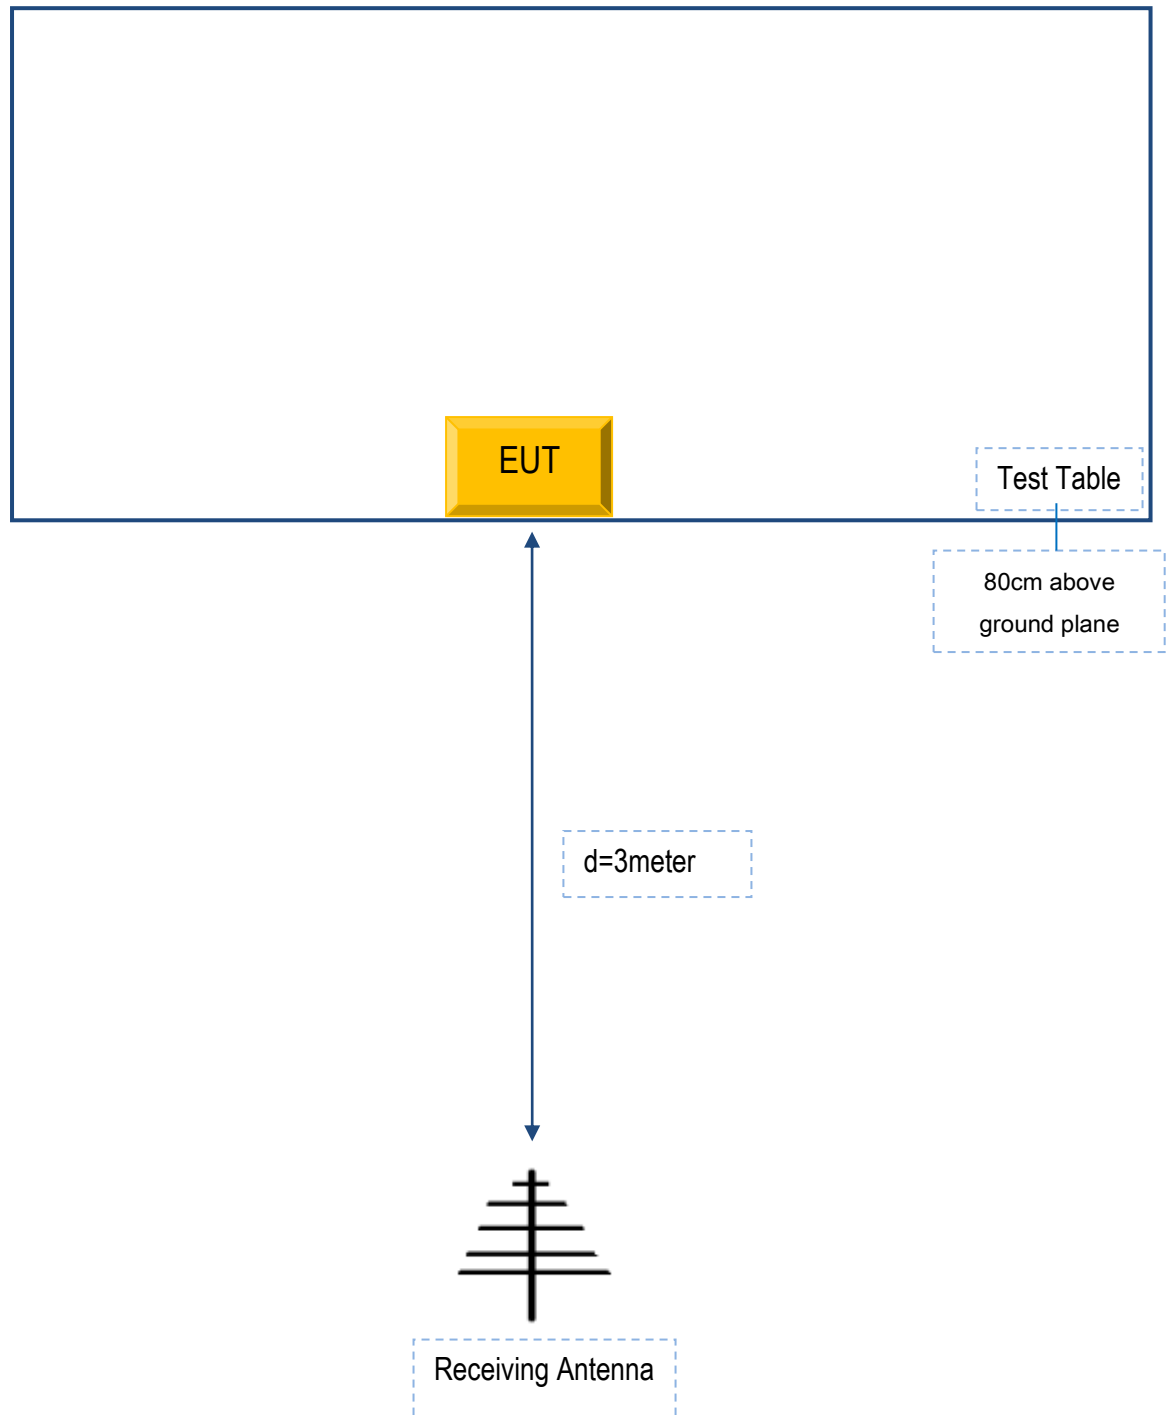 EUT
Test Table
80cm above
ground plane
d=3meter
Receiving Antenna